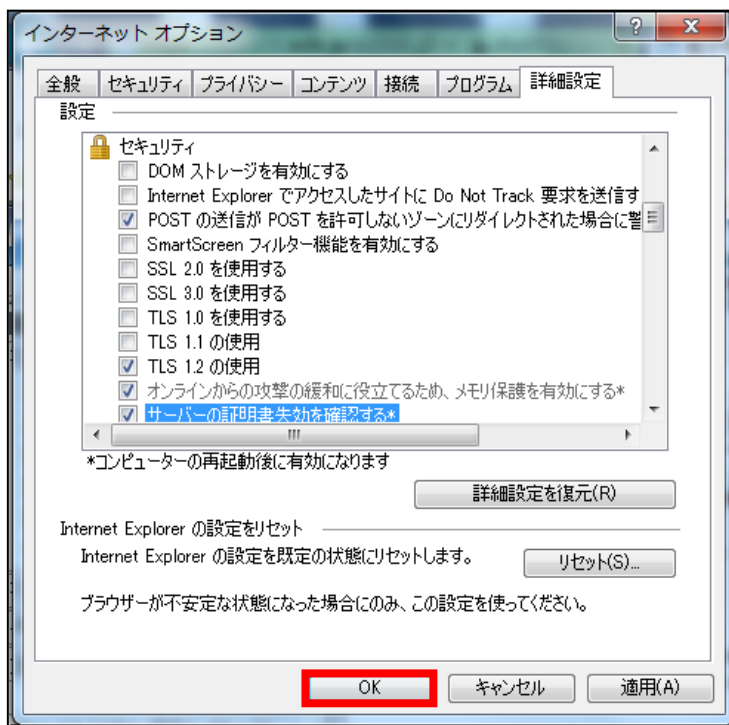 インターネット オプション
全般 セキュリティ プライバシー コンテンツ 接続 プログラム 詳細設定
設定
セキュリティ
DOM ストレージを有効にする
Internet Explorer でアクセスしたサイトに Do Not Track 要求を送信す
POST の送信が POST を許可しないゾーンにリダイレクトされた場合に警
SmartScreen フィルター機能を有効にする
SSL 2.0 を使用する
SSL 3.0 を使用する
TLS 1.0 を使用する
TLS 1.1 の使用
TLS 1.2 の使用
オンラインからの攻撃の緩和に役立てるため、メモリ保護を有効にする*
サーバーの証明書失効を確認する*
*コンピューターの再起動後に有効になります
詳細設定を復元(R)
Internet Explorer の設定をリセット
Internet Explorer の設定を既定の状態にリセットします。
リセット(S)...
ブラウザーが不安定な状態になった場合にのみ、この設定を使ってください。
OK キャンセル 適用(A)